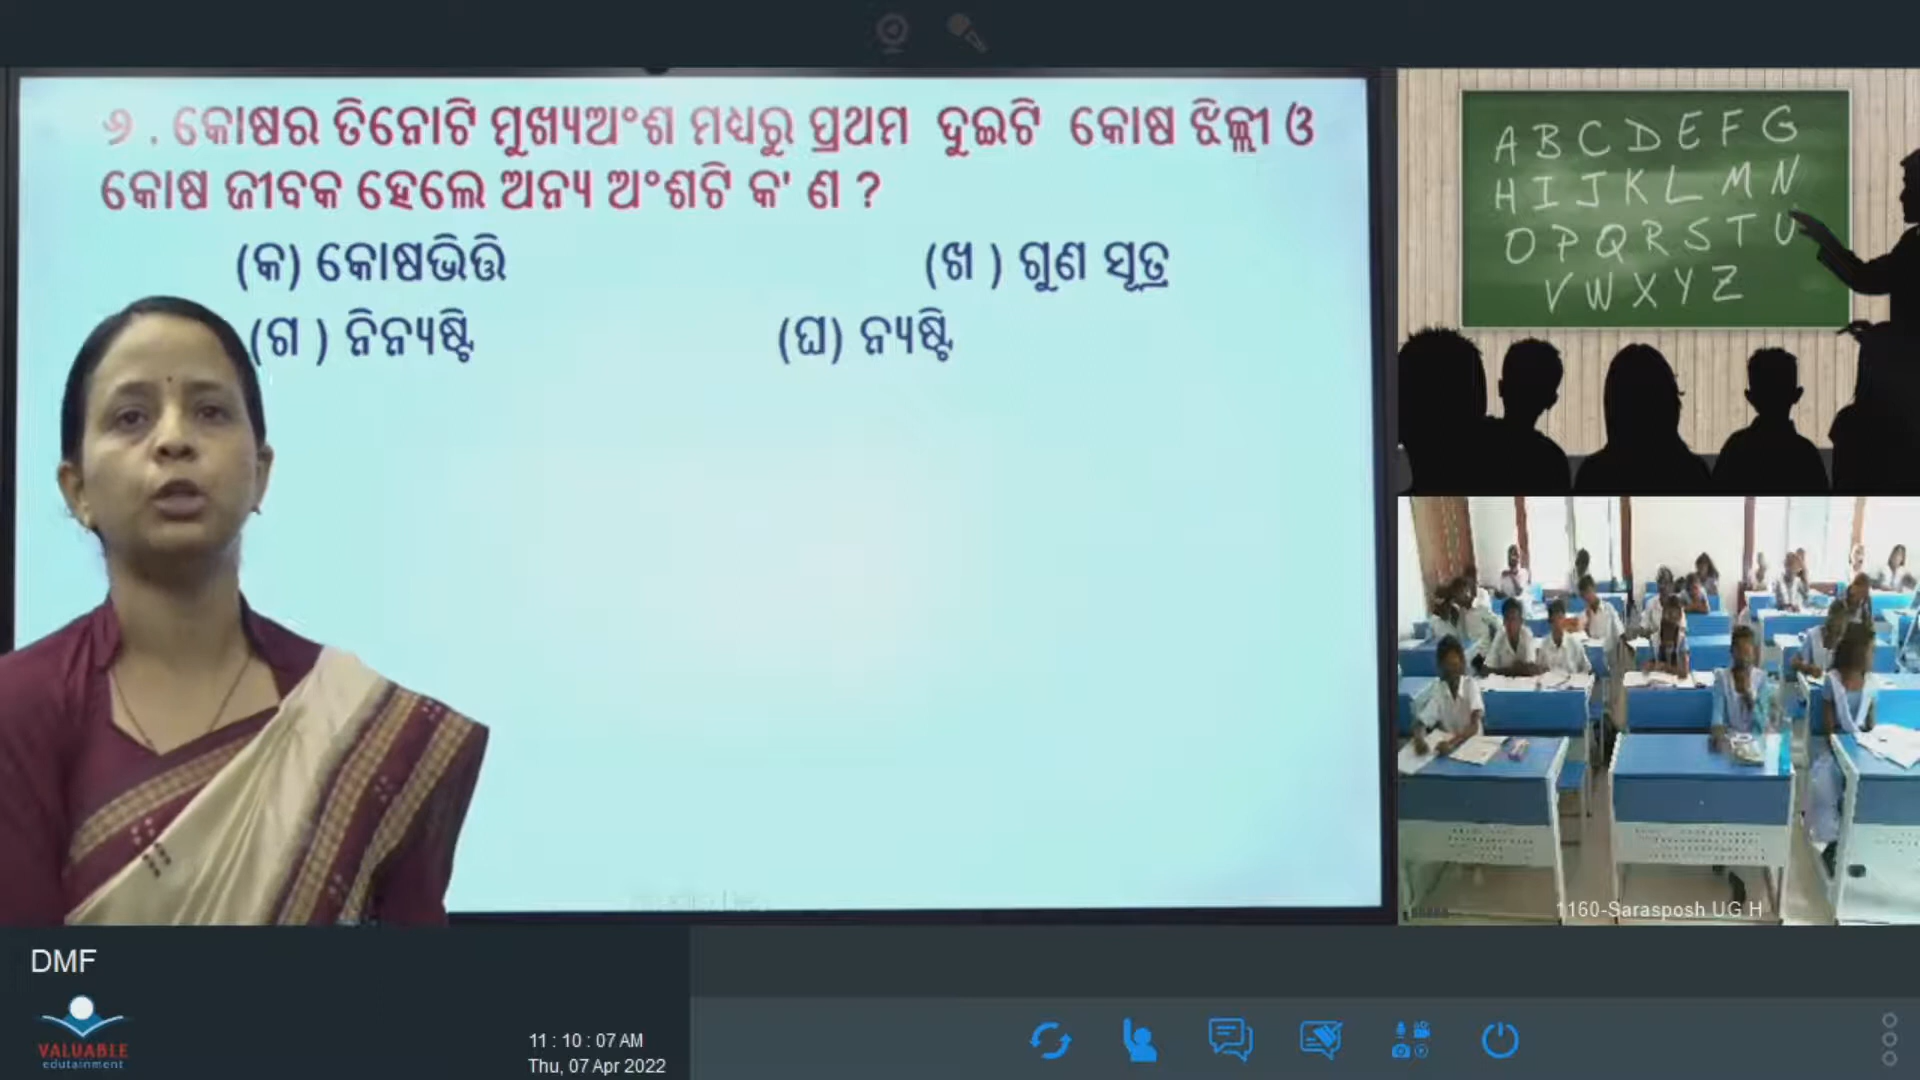 ୬ . କୋଷର ତିନୋଟି ମୁଖ୍ୟଅଂଶ ମଧ୍ୟରୁ ପ୍ରଥମ ଦୁଇଟି କୋଷ ଝିଲ୍ଲୀ ଓ
କୋଷ ଜୀବକ ହେଲେ ଅନ୍ୟ ଅଂଶଟି କ' ଣ ?
(କ) କୋଷଭିତ୍ତି (ଖ ) ଗୁଣ ସୂତ୍ର
(ଗ ) ନିନ୍ୟଷ୍ଟି (ଘ) ନ୍ୟଷ୍ଟି
A B C D E F G
H I J K L M N
O P Q R S T U
V W X Y Z
1160-Sarasposh UG H
DMF
VALUABLE
edutainment
11 : 10 : 07 AM
Thu, 07 Apr 2022